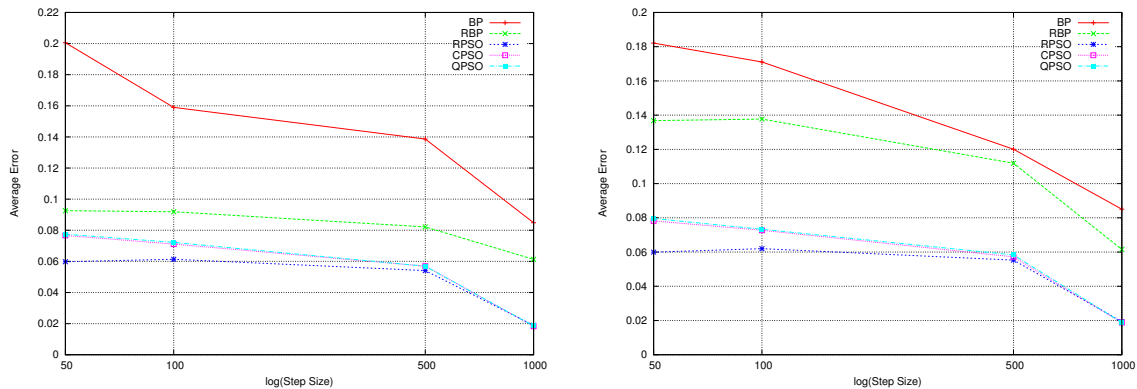 0.22
0.2
0.18
0.16
0.14
0.12
0.1
0.08
0.06
0.04
0.02
0
50
100
500
1000
Average Error
log(Step Size)
BP
RBP
RPSO
CPSO
QPSO
0.2
0.18
0.16
0.14
0.12
0.1
0.08
0.06
0.04
0.02
0
50
100
500
1000
Average Error
log(Step Size)
BP
RBP
RPSO
CPSO
QPSO